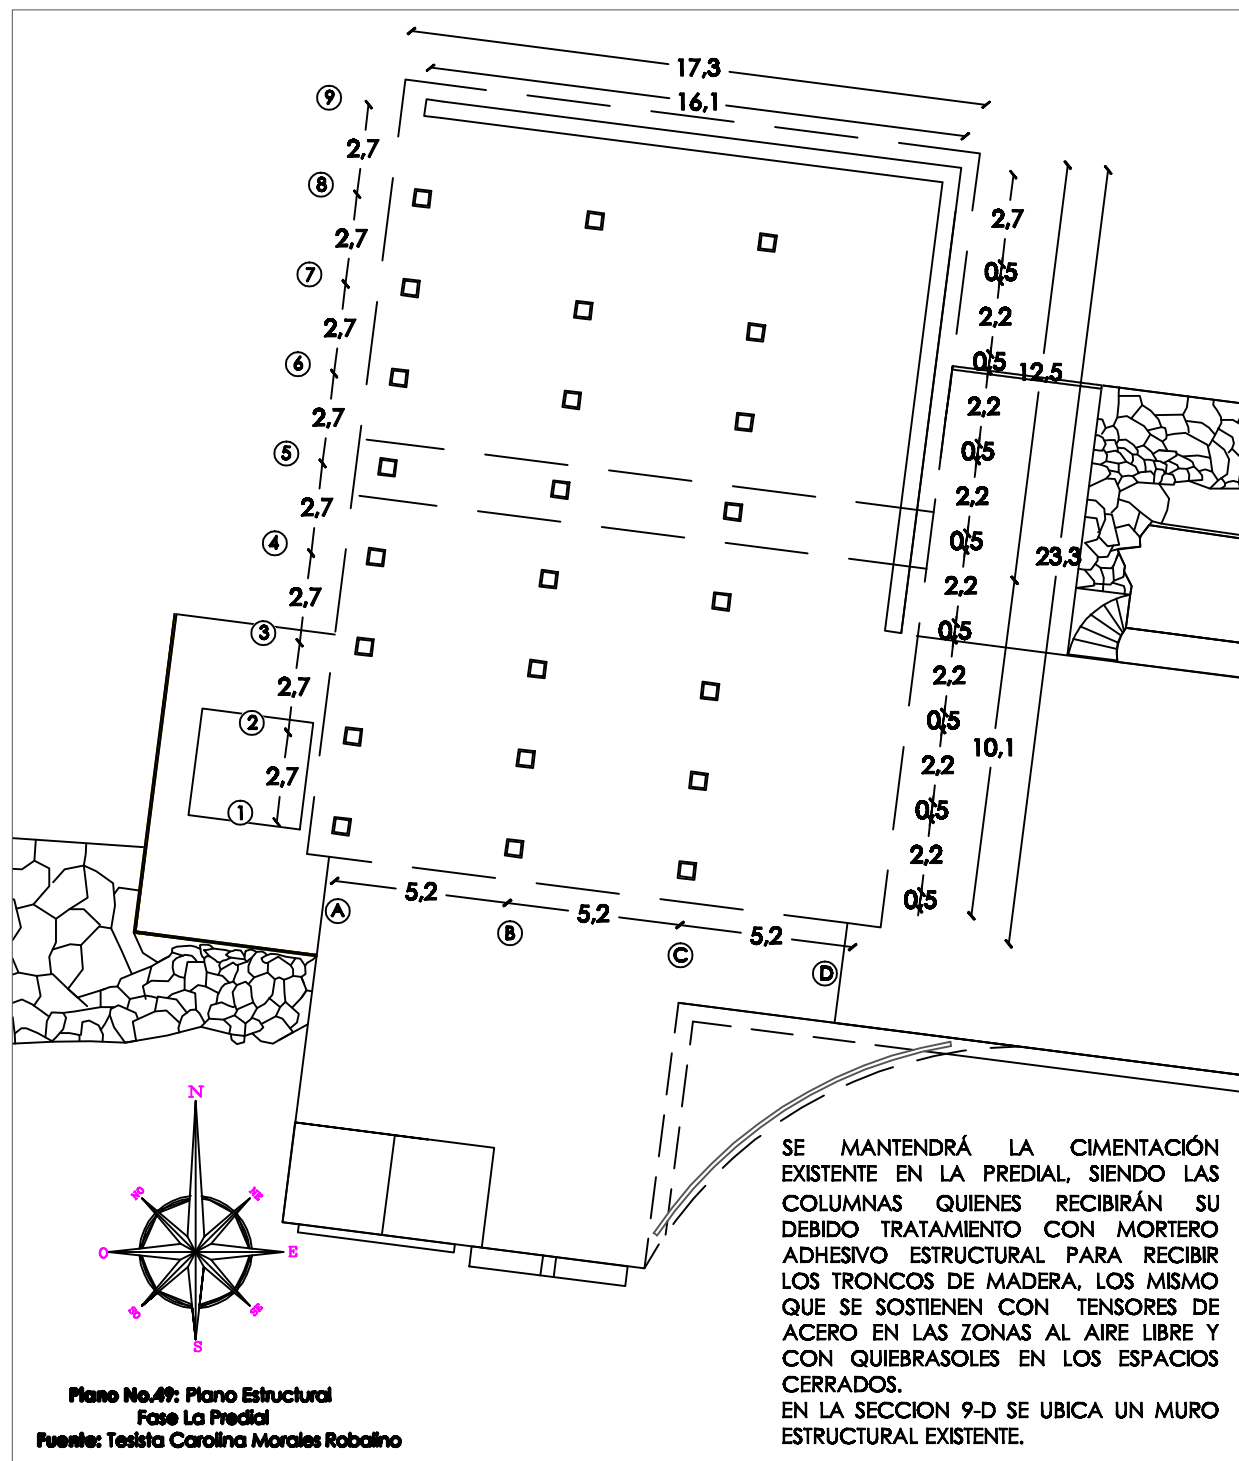 17,3
16,1
9
2,7
8
2,7
7
2,7
6
2,7
5
2,7
4
2,7
3
2,7
2
2,7
1
2,7
0,5
2,2
0,5
12,5
2,2
0,5
2,2
0,5
23,3
2,2
0,5
2,2
0,5
10,1
2,2
0,5
2,2
0,5
5,2
5,2
5,2
A
B
C
D
N
NO
NE
O
E
SO
SE
S
SE MANTENDRÁ LA CIMENTACIÓN
EXISTENTE EN LA PREDIAL, SIENDO LAS
COLUMNAS QUIENES RECIBIRÁN SU
DEBIDO TRATAMIENTO CON MORTERO
ADHESIVO ESTRUCTURAL PARA RECIBIR
LOS TRONCOS DE MADERA, LOS MISMO
QUE SE SOSTIENEN CON TENSORES DE
ACERO EN LAS ZONAS AL AIRE LIBRE Y
CON QUIEBRASOLES EN LOS ESPACIOS
CERRADOS.
EN LA SECCION 9-D SE UBICA UN MURO
ESTRUCTURAL EXISTENTE.
Plano No.49: Plano Estructural
Fase La Predial
Fuente: Tesista Carolina Morales Robalino